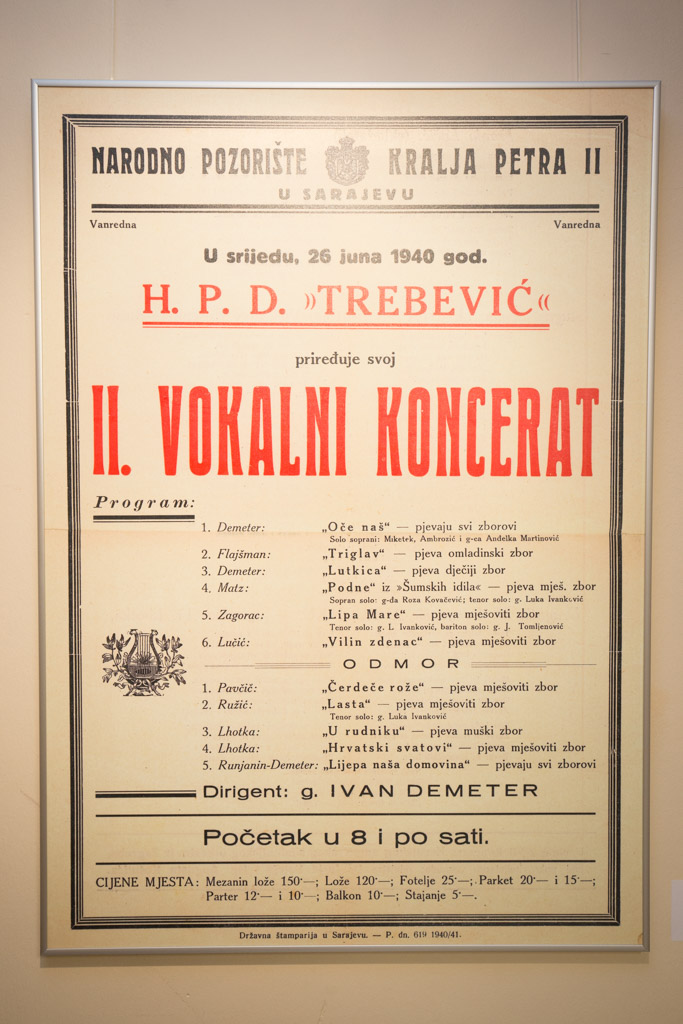 NARODNO POZORIŠTE KRALJA PETRA II
U SARAJEVU
Vanredna Vanredna
U srijedu, 26 juna 1940 god.
H. P. D. »TREBEVIĆ«
priređuje svoj
II. VOKALNI KONCERAT
Program:
1. Demeter: „Oče naš“ — pjevaju svi zborovi
Solo soprani: Miketek, Ambrozić i g-ca Anđelka Martinović
2. Flajšman: „Triglav“ — pjeva omladinski zbor
3. Demeter: „Lutkica“ — pjeva dječiji zbor
4. Matz: „Podne“ iz »Šumskih idila« — pjeva mješ. zbor
Sopran solo: g-đa Roza Kovačević; tenor solo: g. Luka Ivanković
5. Zagorac: „Lipa Mare“ — pjeva mješoviti zbor
Tenor solo: g. L Ivanković, bariton solo: g. J. Tomljenović
6. Lučić: „Vilin zdenac“ — pjeva mješoviti zbor
ODMOR
1. Pavčič: „Čerdeče rože“ — pjeva mješoviti zbor
2. Ružić: „Lasta“ — pjeva mješoviti zbor
Tenor solo: g. Luka Ivanković
3. Lhotka: „U rudniku“ — pjeva muški zbor
4. Lhotka: „Hrvatski svatovi“ — pjeva mješoviti zbor
5. Runjanin-Demeter: „Lijepa naša domovina“ — pjevaju svi zborovi
Dirigent: g. IVAN DEMETER
Početak u 8 i po sati.
CIJENE MJESTA: Mezanin lože 150·—; Lože 120·—; Fotelje 25·—; Parket 20·— i 15·—;
Parter 12·— i 10·—; Balkon 10·—; Stajanje 5·—.
Državna štamparija u Sarajevu. — P. dn. 619 1940/41.